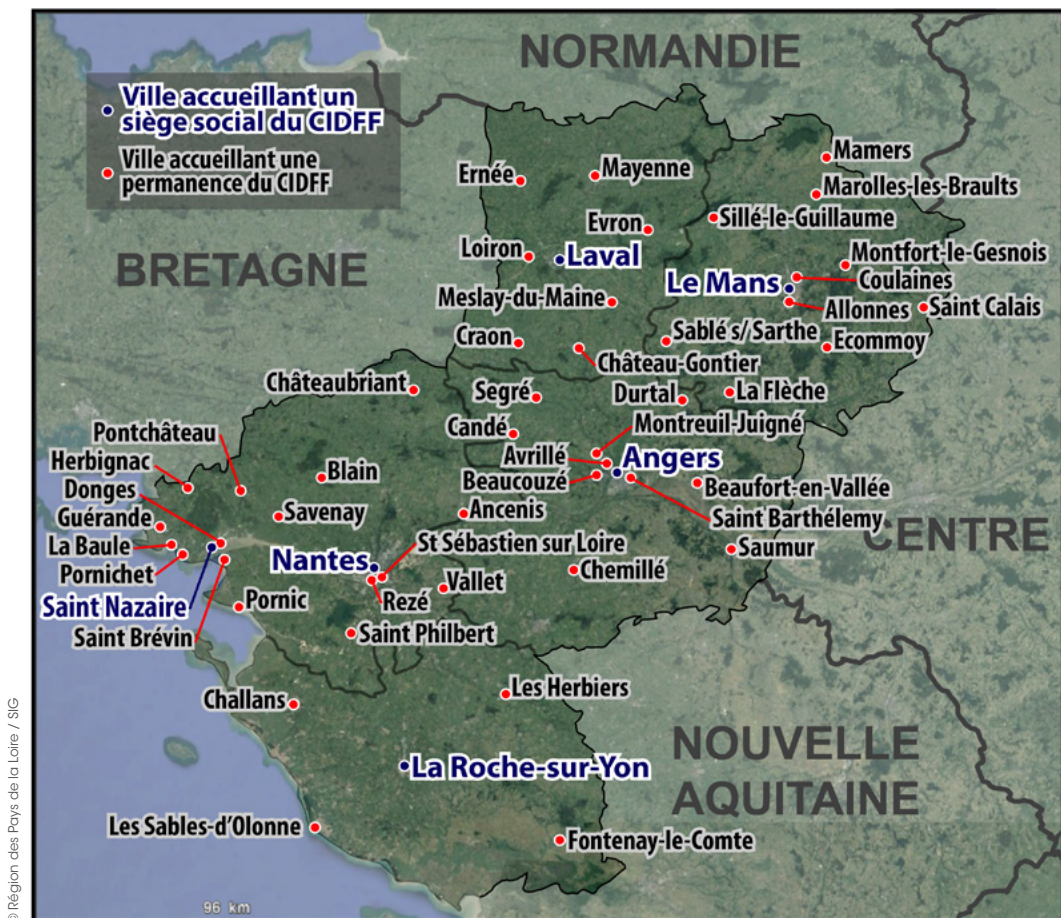 NORMANDIE
Ville accueillant un
siège social du CIDFF
Ville accueillant une
permanence du CIDFF
Mamers
Ernée
Mayenne
Marolles-les-Braults
Sillé-le-Guillaume
Evron
BRETAGNE
Loiron
Laval
Montfort-le-Gesnois
Le Mans
Coulaines
Meslay-du-Maine
Allonnes
Saint Calais
Craon
Sablé s/ Sarthe
Ecommoy
Château-Gontier
Châteaubriant
Segré
Durtal
La Flèche
Candé
Montreuil-Juigné
Pontchâteau
Avrillé
Angers
Herbignac
Blain
Beaucouzé
Beaufort-en-Vallée
Donges
Guérande
Savenay
Ancenis
Saint Barthélemy
CENTRE
La Baule
St Sébastien sur Loire
Saumur
Pornichet
Nantes
Chemillé
Saint Nazaire
Pornic
Rezé
Vallet
Saint Brévin
Saint Philbert
Challans
Les Herbiers
NOUVELLE
AQUITAINE
La Roche-sur-Yon
Les Sables-d'Olonne
Fontenay-le-Comte
96 km
© Région des Pays de la Loire / SIG